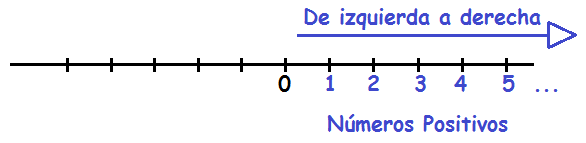 De izquierda a derecha
0 1 2 3 4 5 ...
Números Positivos